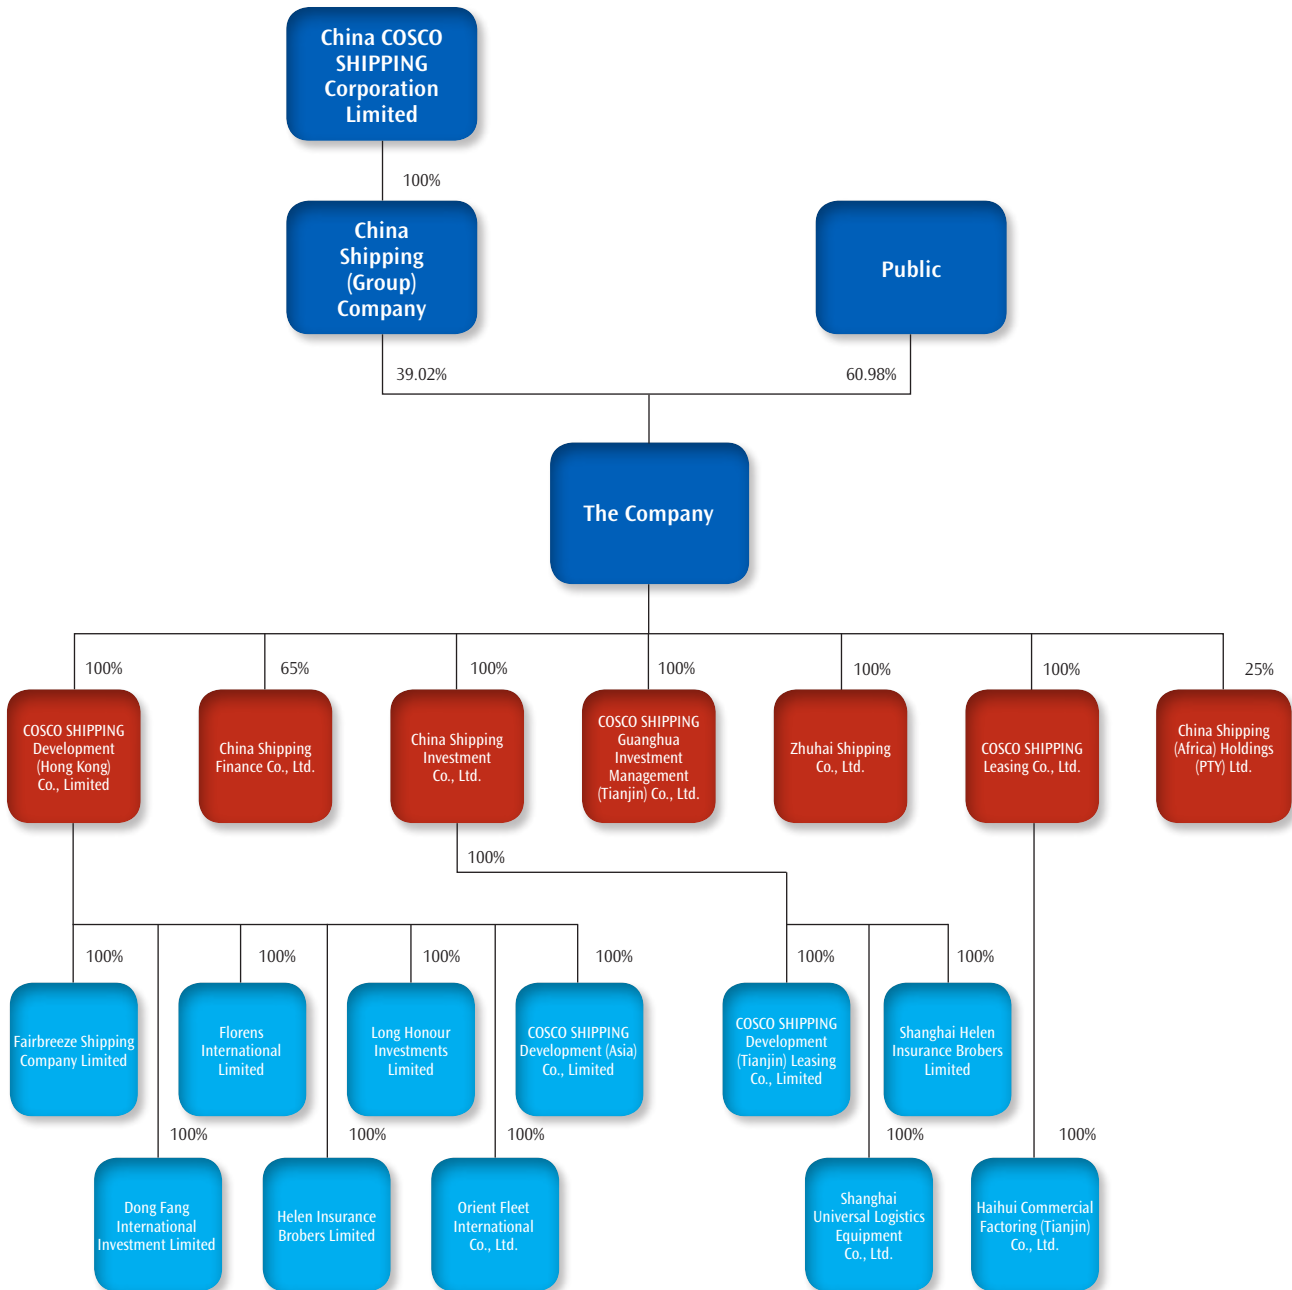 China COSCO
SHIPPING
Corporation
Limited
100%
China
Shipping
(Group)
Company
Public
39.02%
60.98%
The Company
100%
65%
100%
100%
100%
100%
25%
COSCO SHIPPING
Development
(Hong Kong)
Co., Limited
China Shipping
Finance Co., Ltd.
China Shipping
Investment
Co., Ltd.
COSCO SHIPPING
Guanghua
Investment
Management
(Tianjin) Co., Ltd.
Zhuhai Shipping
Co., Ltd.
COSCO SHIPPING
Leasing Co., Ltd.
China Shipping
(Africa) Holdings
(PTY) Ltd.
100%
100%
100%
100%
100%
100%
100%
Fairbreeze Shipping
Company Limited
Florens
International
Limited
Long Honour
Investments
Limited
COSCO SHIPPING
Development (Asia)
Co., Limited
COSCO SHIPPING
Development
(Tianjin) Leasing
Co., Limited
Shanghai Helen
Insurance Brobers
Limited
100%
100%
100%
100%
100%
Dong Fang
International
Investment Limited
Helen Insurance
Brobers Limited
Orient Fleet
International
Co., Ltd.
Shanghai
Universal Logistics
Equipment
Co., Ltd.
Haihui Commercial
Factoring (Tianjin)
Co., Ltd.